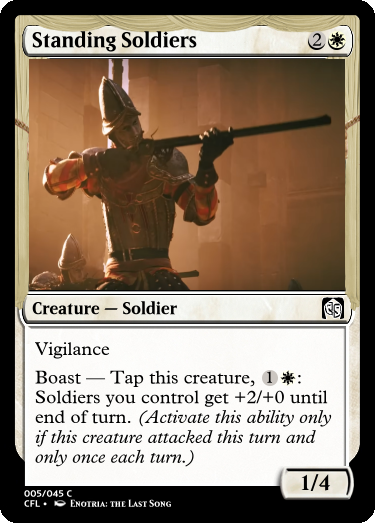 Standing Soldiers 2
Creature — Soldier
Vigilance
Boast — Tap this creature, 1 :
Soldiers you control get +2/+0 until
end of turn. (Activate this ability only
if this creature attacked this turn and
only once each turn.)
1/4
005/045 C
CFL • Enotria: the Last Song